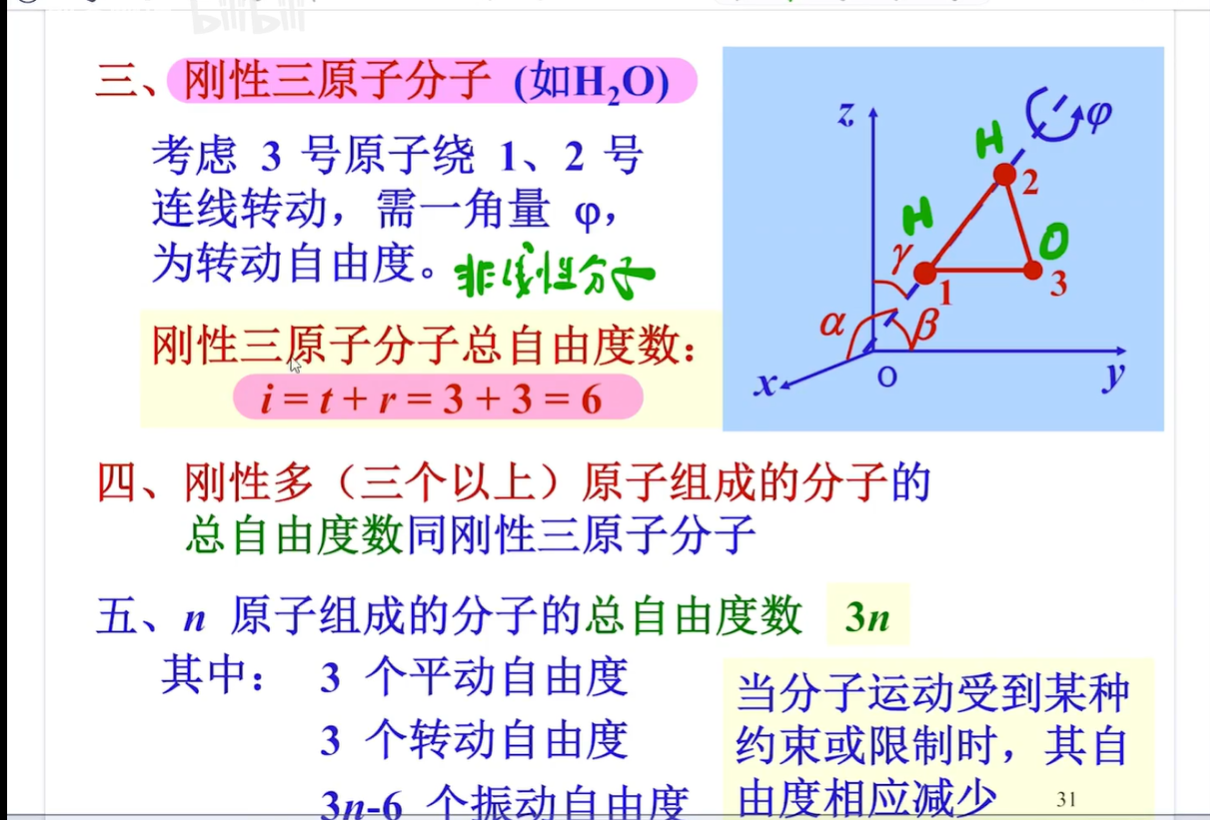 bilibili
三、刚性三原子分子 (如H₂O)
考虑 3 号原子绕 1、2 号
连线转动，需一角量 φ，
为转动自由度。非线性分子
刚性三原子分子总自由度数：
i = t + r = 3 + 3 = 6
z
φ
H
2
H
O
γ
1
3
α
β
x
O
y
四、刚性多（三个以上）原子组成的分子的
总自由度数同刚性三原子分子
五、n 原子组成的分子的总自由度数 3n
其中： 3 个平动自由度
3 个转动自由度
3n-6 个振动自由度
当分子运动受到某种
约束或限制时，其自
由度相应减少
31